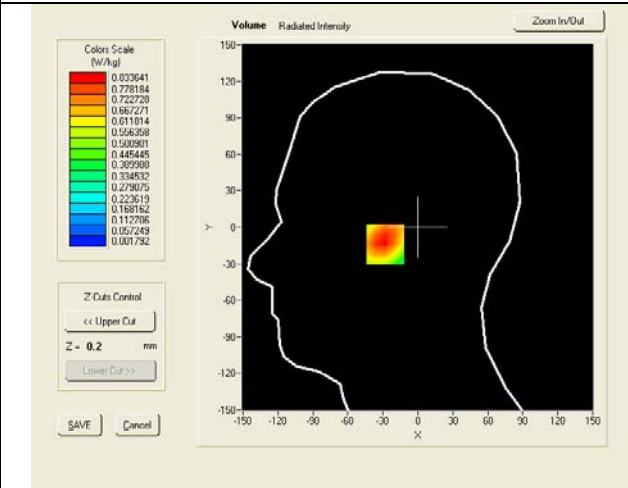 Volume Radiated Intensity
Zoom In/Out
Colors Scale
(W/kg)
0.833641
0.778184
0.722728
0.667271
0.611814
0.556358
0.500901
0.445445
0.389988
0.334532
0.279075
0.223619
0.168162
0.112706
0.057249
0.001792
Z-Cuts Control
<< Upper Cut
Z = 0.2 mm
Lower Cut >>
SAVE
Cancel
150
120
90
60
30
0
-30
-60
-90
-120
-150
Y
-150 -120 -90 -60 -30 0 30 60 90 120 150
X